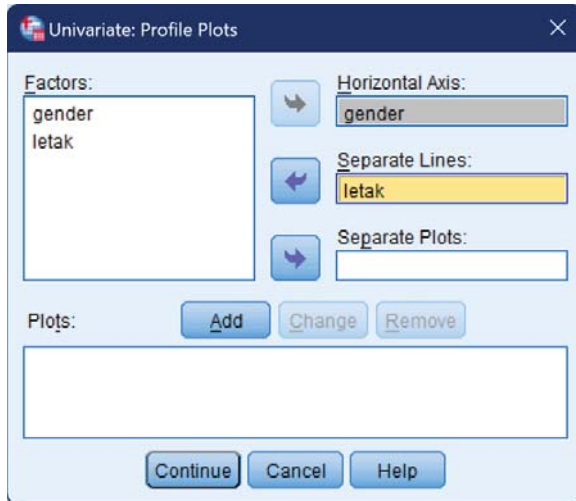 Univariate: Profile Plots
Factors:
gender
letak
Horizontal Axis:
gender
Separate Lines:
letak
Separate Plots:
Plots:
Add Change Remove
Continue Cancel Help